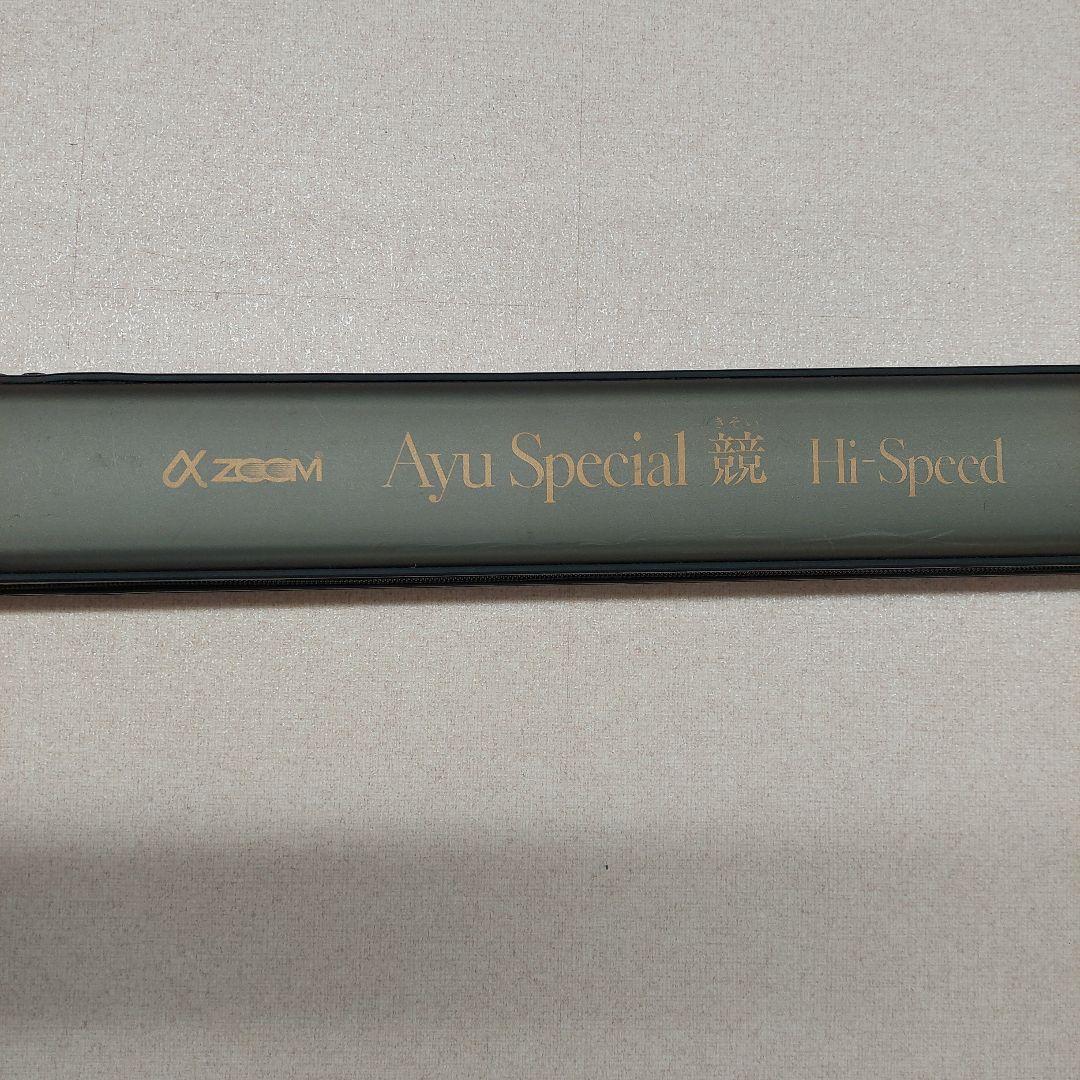 α ZOOM® Ayu Special 競 Hi-Speed
きそい